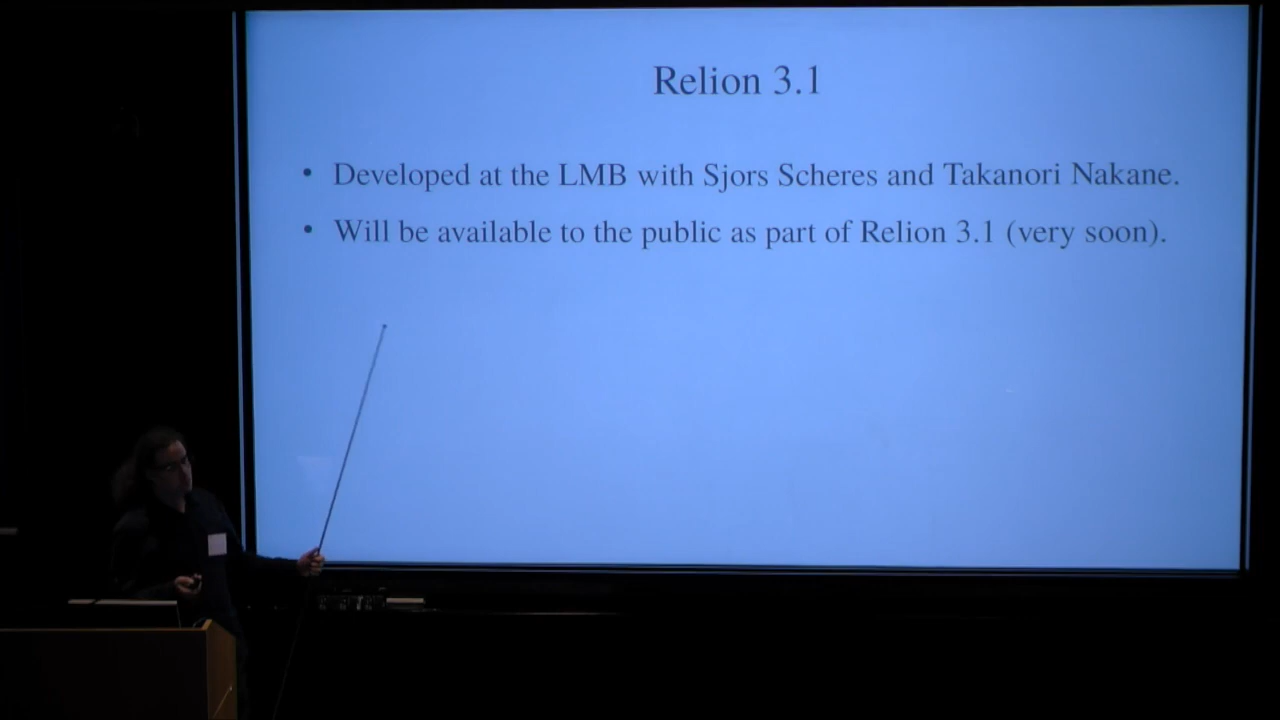 Relion 3.1
• Developed at the LMB with Sjors Scheres and Takanori Nakane.
• Will be available to the public as part of Relion 3.1 (very soon).